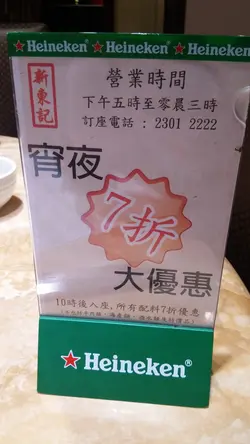 Heineken ★ Heineken ★ Heineken
新東記
營業時間
下午五時至零晨三時
訂座電話：2301 2222
宵夜
7折
大優惠
10時後入座，所有配料7折優惠
★ Heineken®